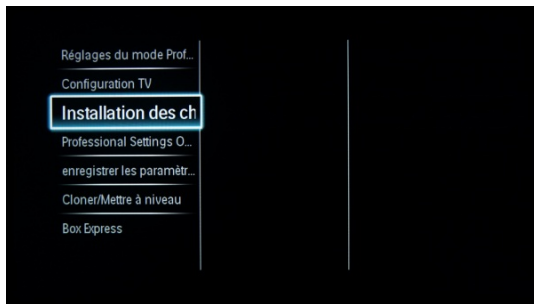 Réglages du mode Prof...
Configuration TV
Installation des ch
Professional Settings O...
enregistrer les paramètr...
Cloner/Mettre à niveau
Box Express